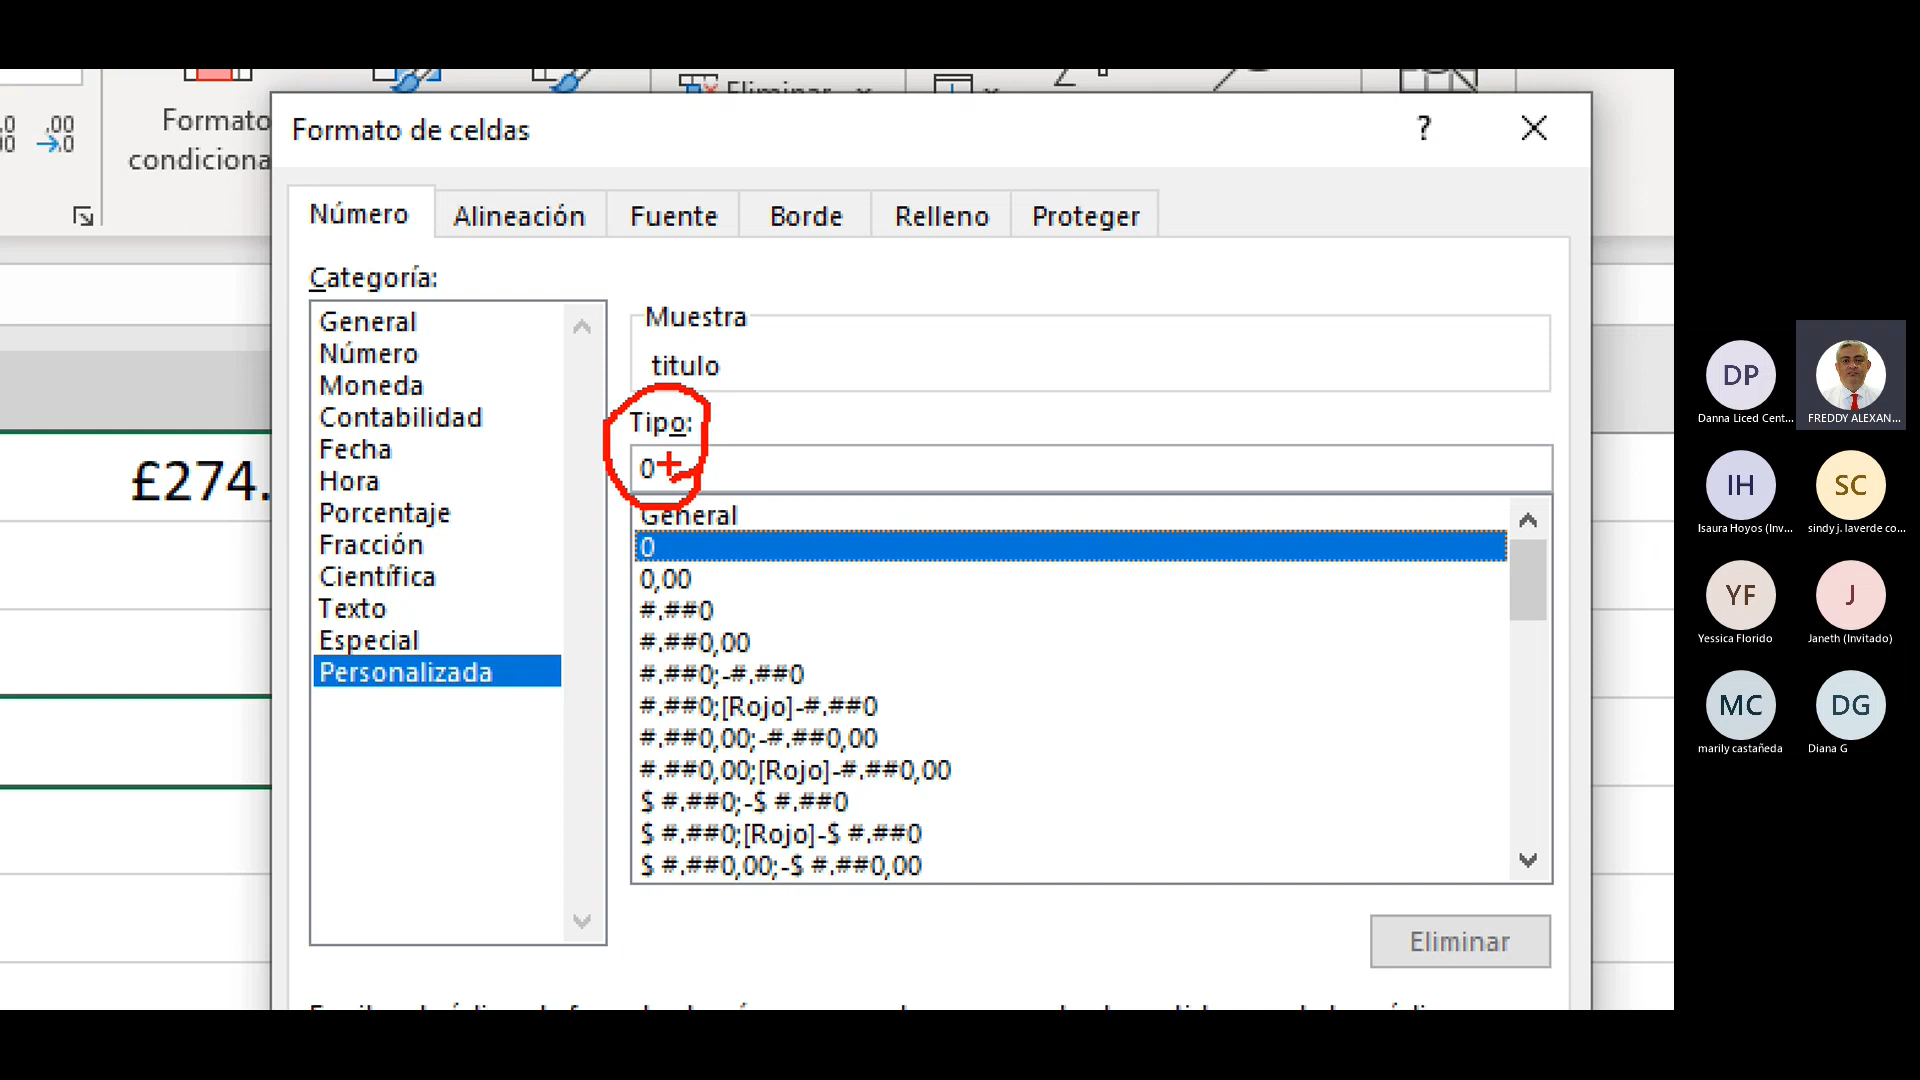 Eliminar
Formato
condiciona
Formato de celdas
?
Número
Alineación
Fuente
Borde
Relleno
Proteger
Categoría:
General
Número
Moneda
Contabilidad
Fecha
Hora
Porcentaje
Fracción
Científica
Texto
Especial
Personalizada
Muestra
titulo
Tipo:
0
General
0
0,00
#.##0
#.##0,00
#.##0;-#.##0
#.##0;[Rojo]-#.##0
#.##0,00;-#.##0,00
#.##0,00;[Rojo]-#.##0,00
$ #.##0;-$ #.##0
$ #.##0;[Rojo]-$ #.##0
$ #.##0,00;-$ #.##0,00
Eliminar
£274.
.00
.0
DP
Danna Liced Cent...
FREDDY ALEXAN...
IH
Isaura Hoyos (Inv...
SC
sindy j. laverde co...
YF
Yessica Florido
J
Janeth (Invitado)
MC
marily castañeda
DG
Diana G